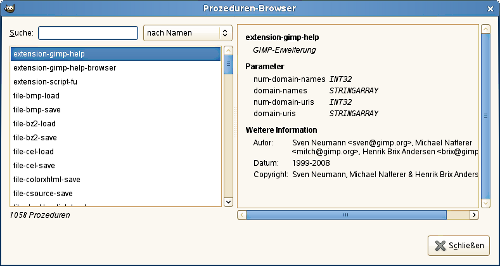 Prozeduren-Browser
Suche:
nach Namen
extension-gimp-help
extension-gimp-help-browser
extension-script-fu
file-bmp-load
file-bmp-save
file-bz2-load
file-bz2-save
file-cel-load
file-cel-save
file-colorxhtml-save
file-csource-save
1058 Prozeduren
extension-gimp-help
GIMP-Erweiterung
Parameter
num-domain-names INT32
domain-names STRINGARRAY
num-domain-uris INT32
domain-uris STRINGARRAY
Weitere Information
Autor: Sven Neumann <sven@gimp.org>, Michael Natterer
<mitch@gimp.org>, Henrik Brix Andersen <brix@gimp
Datum: 1999-2008
Copyright: Sven Neumann, Michael Natterer & Henrik Brix
Schließen